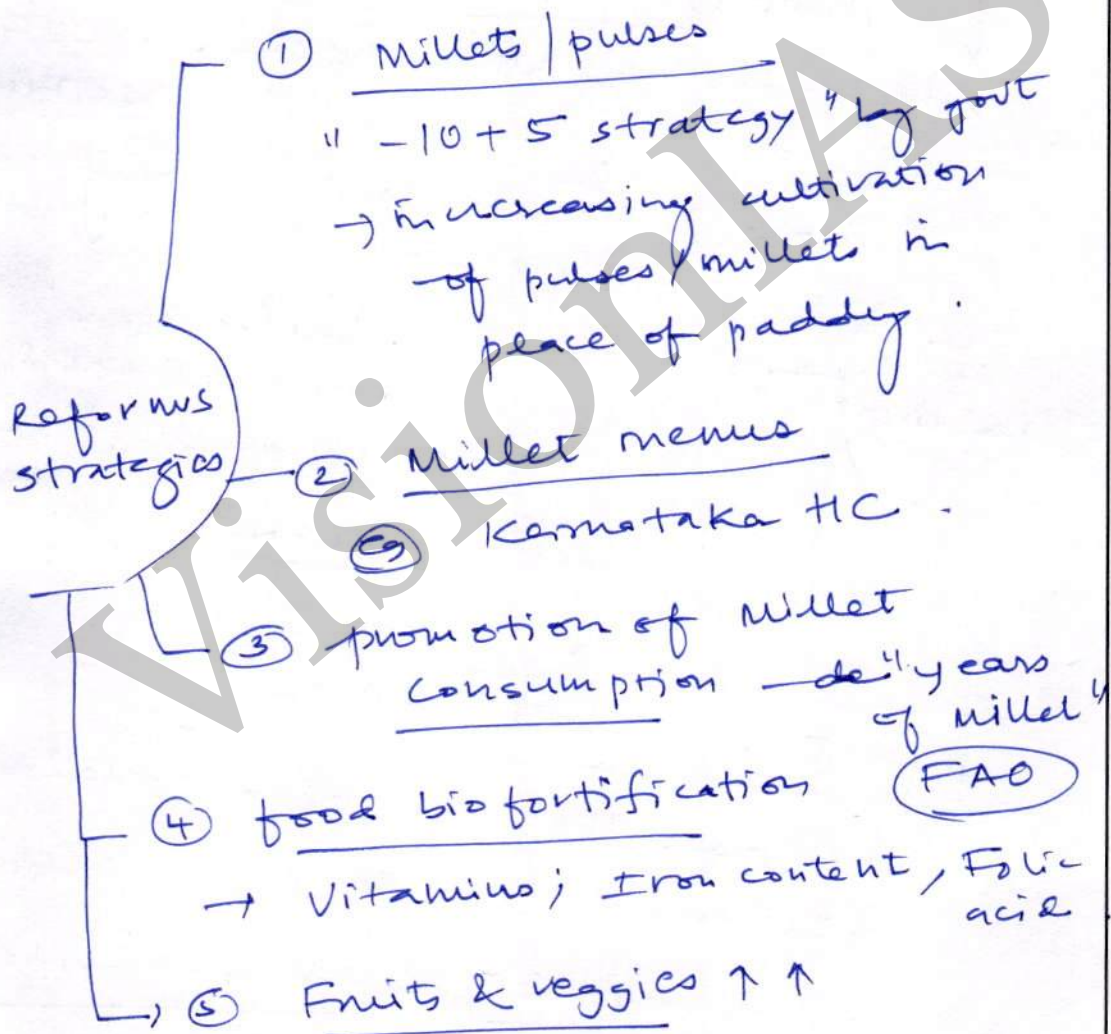 ① Millets / pulses
" -10 + 5 strategy " by govt
→ increasing cultivation
of pulses / millets in
place of paddy.
Reforms
strategies
② Millet menus
eg Karnataka HC.
③ promotion of Millet
consumption — "years
of Millet"
FAO
④ food bio fortification
→ Vitamins; Iron content, Folic
acid
⑤ Fruits & veggies ↑ ↑
VisionIAS